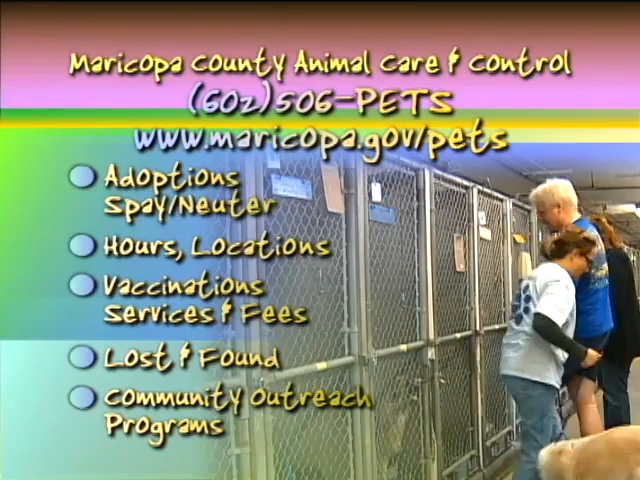 Maricopa County Animal Care & Control
(602)506-PETS
www.maricopa.gov/pets
Adoptions
Spay/Neuter
Hours, Locations
Vaccinations
Services & Fees
Lost & Found
Community Outreach
Programs